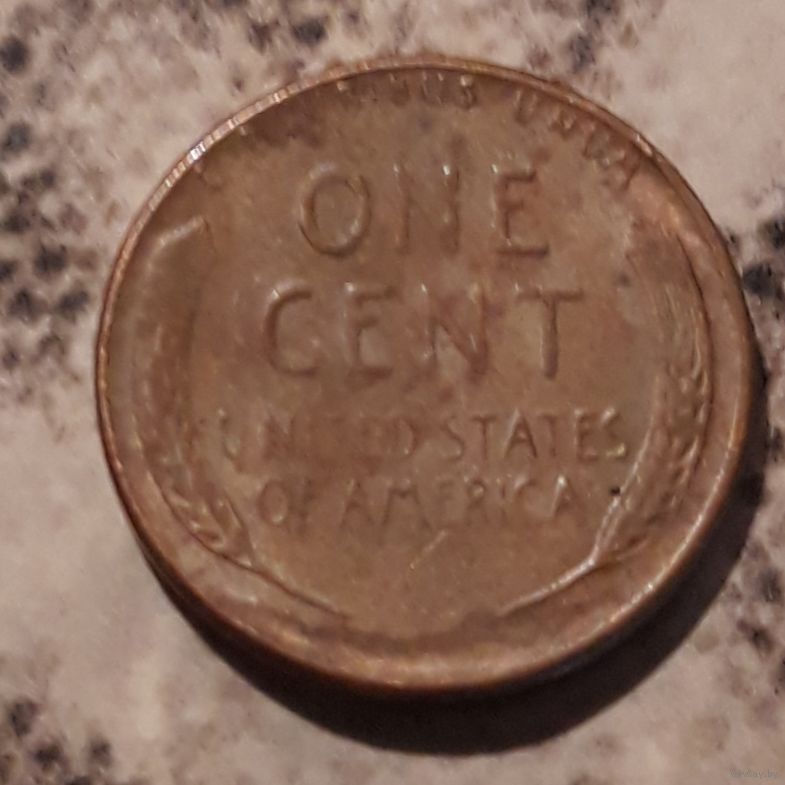 ONE
CENT
UNITED STATES
OF AMERICA